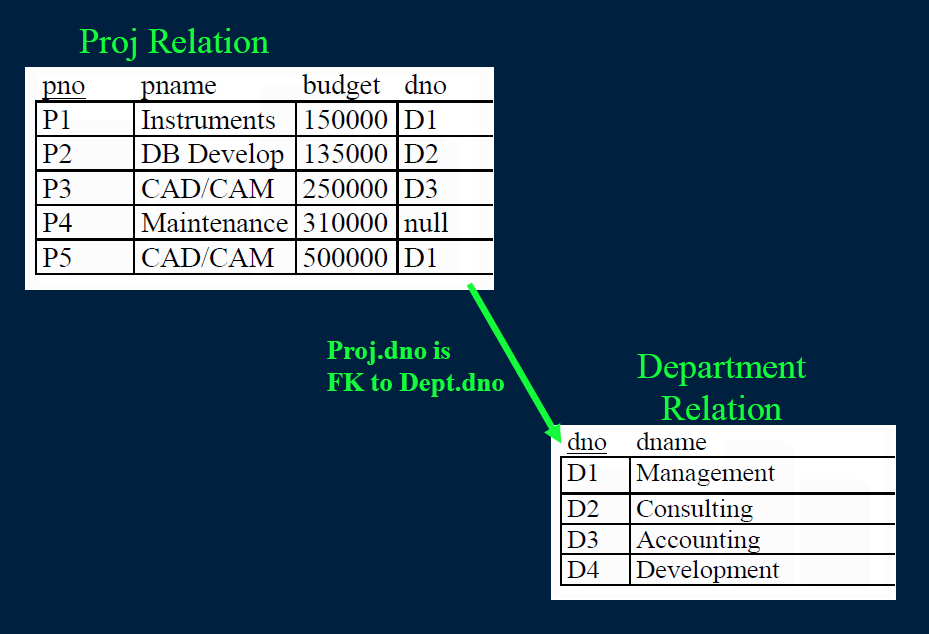 Proj Relation
pno pname budget dno
P1 Instruments 150000 D1
P2 DB Develop 135000 D2
P3 CAD/CAM 250000 D3
P4 Maintenance 310000 null
P5 CAD/CAM 500000 D1
Proj.dno is
FK to Dept.dno
Department
Relation
dno dname
D1 Management
D2 Consulting
D3 Accounting
D4 Development